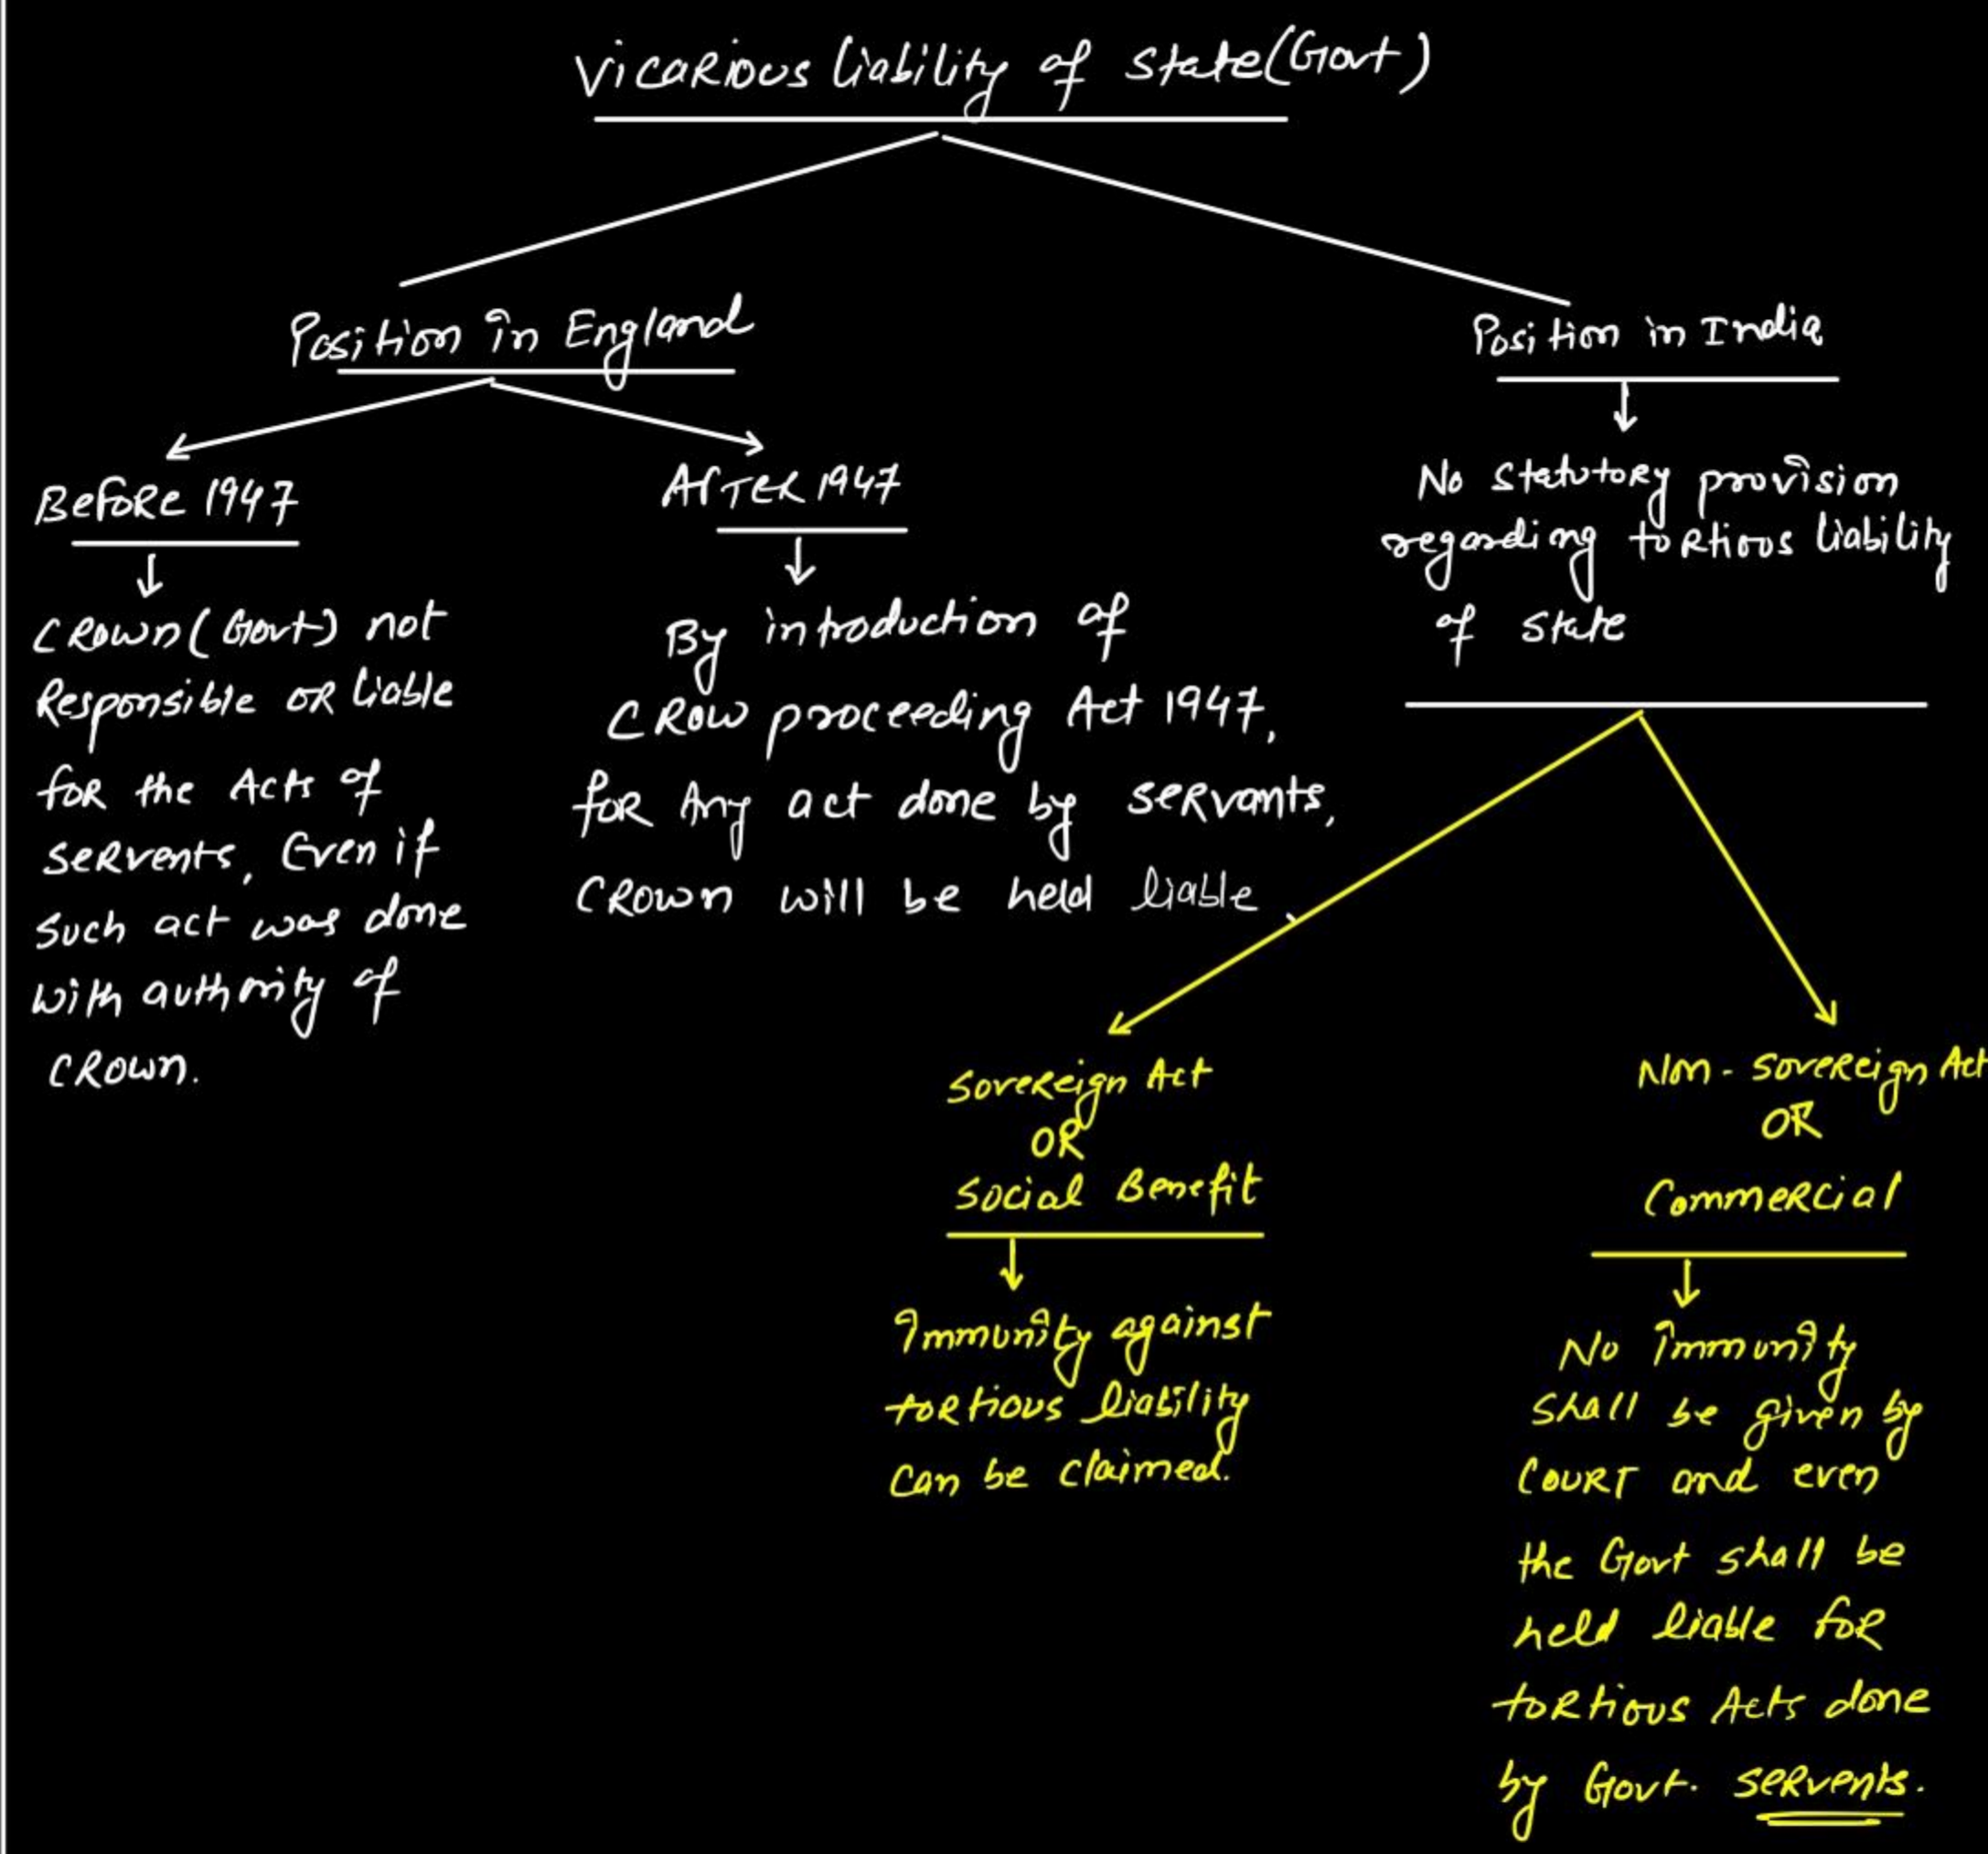 Vicarious liability of state(Govt)
Position in England
Before 1947
Crown(Govt) not
Responsible OR liable
for the Acts of
servents, Even if
such act was done
with authority of
crown.
After 1947
By introduction of
Crow proceeding Act 1947,
for Any act done by servants,
Crown will be held liable.
Position in India
No statutory provision
regarding tortious liability
of state
Sovereign Act
OR
Social Benefit
Immunity against
tortious liability
can be claimed.
Non-Sovereign Act
OR
Commercial
No immunity
shall be given by
Court and even
the Govt shall be
held liable for
tortious Acts done
by Govt. servents.